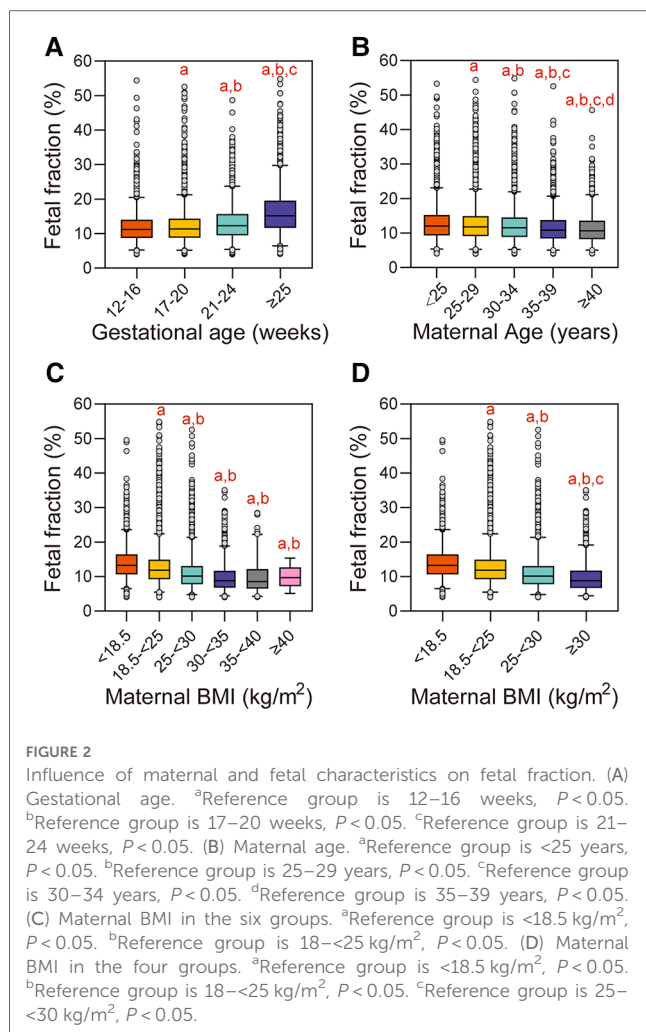 A
B
60
50
40
30
20
10
0
Fetal fraction (%)
a
a,b
a,b,c
12-16
17-20
21-24
≥25
Gestational age (weeks)
60
50
40
30
20
10
0
Fetal fraction (%)
a
a,b
a,b,c
a,b,c,d
<25
25-29
30-34
35-39
≥40
Maternal Age (years)
C
D
60
50
40
30
20
10
0
Fetal fraction (%)
a
a,b
a,b
a,b
a,b
<18.5
18.5-<25
25-<30
30-<35
35-<40
≥40
Maternal BMI (kg/m²)
60
50
40
30
20
10
0
Fetal fraction (%)
a
a,b
a,b,c
<18.5
18.5-<25
25-<30
≥30
Maternal BMI (kg/m²)
FIGURE 2
Influence of maternal and fetal characteristics on fetal fraction. (A)
Gestational age. ᵃReference group is 12–16 weeks, P < 0.05.
ᵇReference group is 17–20 weeks, P < 0.05. ᶜReference group is 21–
24 weeks, P < 0.05. (B) Maternal age. ᵃReference group is <25 years,
P < 0.05. ᵇReference group is 25–29 years, P < 0.05. ᶜReference group
is 30–34 years, P < 0.05. ᵈReference group is 35–39 years, P < 0.05.
(C) Maternal BMI in the six groups. ᵃReference group is <18.5 kg/m²,
P < 0.05. ᵇReference group is 18–<25 kg/m², P < 0.05. (D) Maternal
BMI in the four groups. ᵃReference group is <18.5 kg/m², P < 0.05.
ᵇReference group is 18–<25 kg/m², P < 0.05. ᶜReference group is 25–
<30 kg/m², P < 0.05.